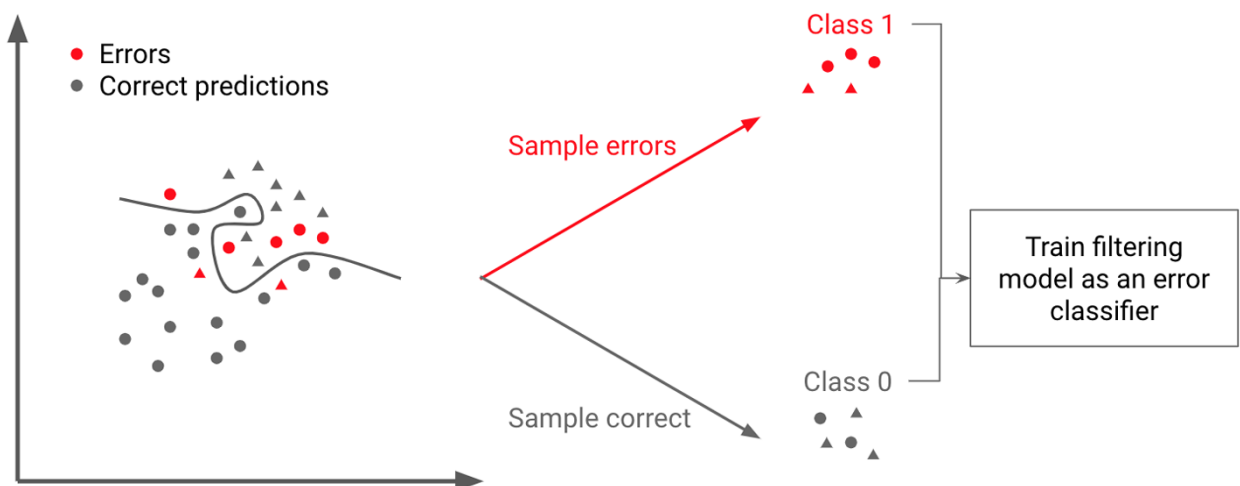 Errors
Correct predictions
Sample errors
Class 1
Train filtering
model as an error
classifier
Class 0
Sample correct